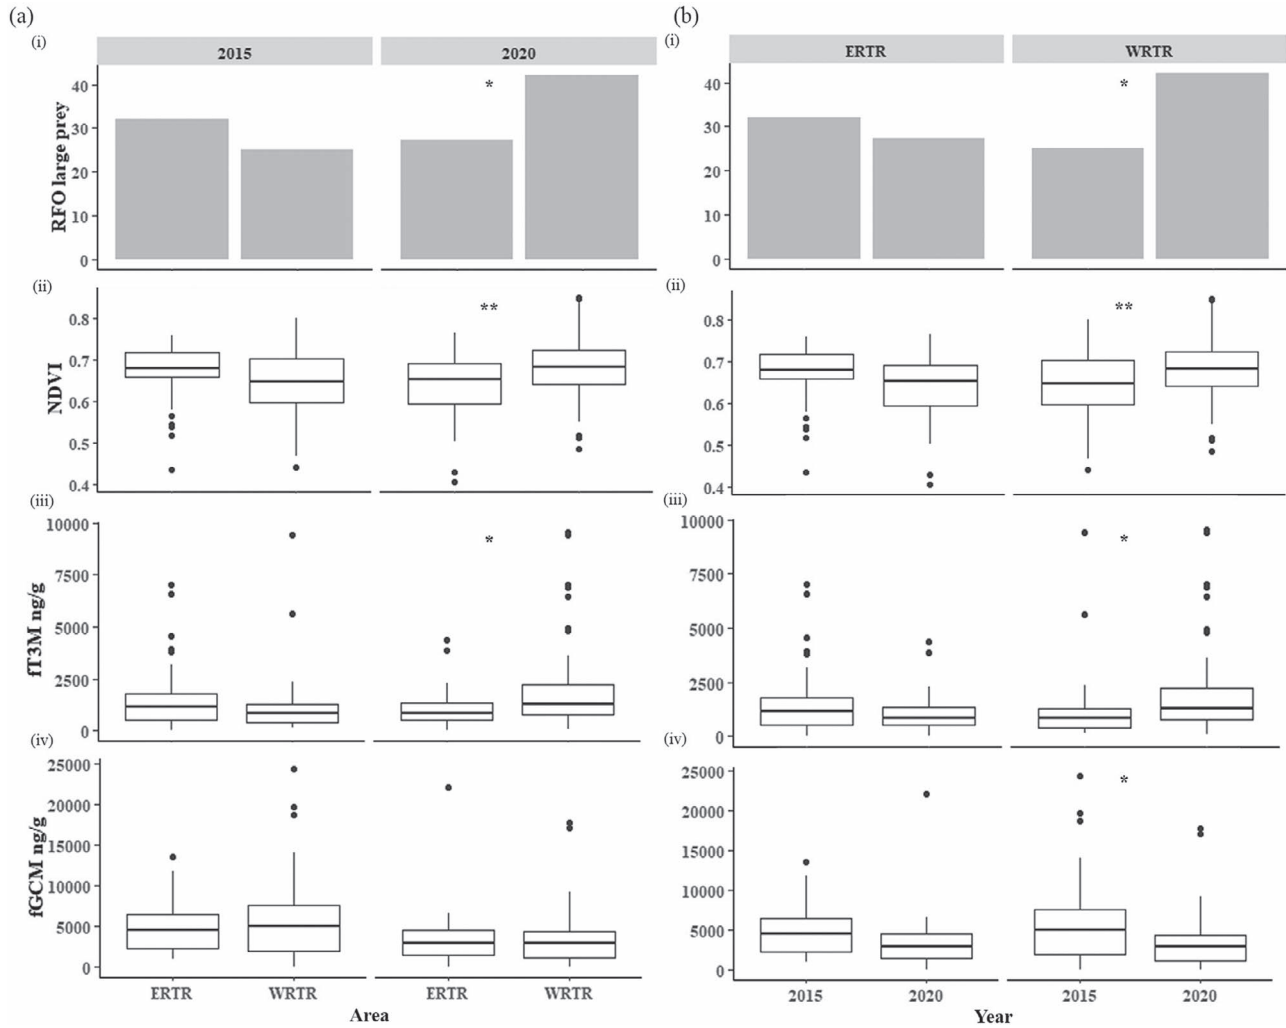 (a)
(i)
2015
2020
RFO large prey
40
30
20
10
0
*
(ii)
NDVI
0.8
0.7
0.6
0.5
0.4
**
(iii)
fT3M ng/g
10000
7500
5000
2500
0
*
(iv)
fGCM ng/g
25000
20000
15000
10000
5000
0
ERTR
WRTR
ERTR
WRTR
Area
(b)
(i)
ERTR
WRTR
40
30
20
10
0
*
(ii)
0.8
0.7
0.6
0.5
0.4
**
(iii)
10000
7500
5000
2500
0
*
(iv)
25000
20000
15000
10000
5000
0
*
2015
2020
2015
2020
Year